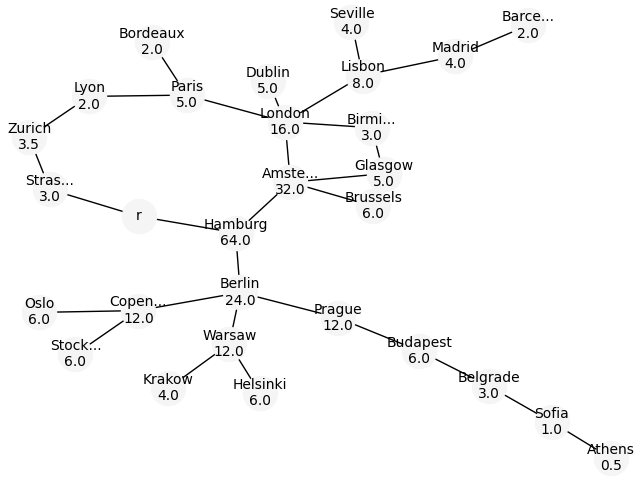 Seville
4.0
Barce...
2.0
Bordeaux
2.0
Madrid
4.0
Lisbon
8.0
Dublin
5.0
Lyon
2.0
Paris
5.0
London
16.0
Birmi...
3.0
Zurich
3.5
Glasgow
5.0
Amste...
32.0
Stras...
3.0
Brussels
6.0
r
Hamburg
64.0
Berlin
24.0
Oslo
6.0
Copen...
12.0
Prague
12.0
Stock...
6.0
Warsaw
12.0
Budapest
6.0
Krakow
4.0
Helsinki
6.0
Belgrade
3.0
Sofia
1.0
Athens
0.5